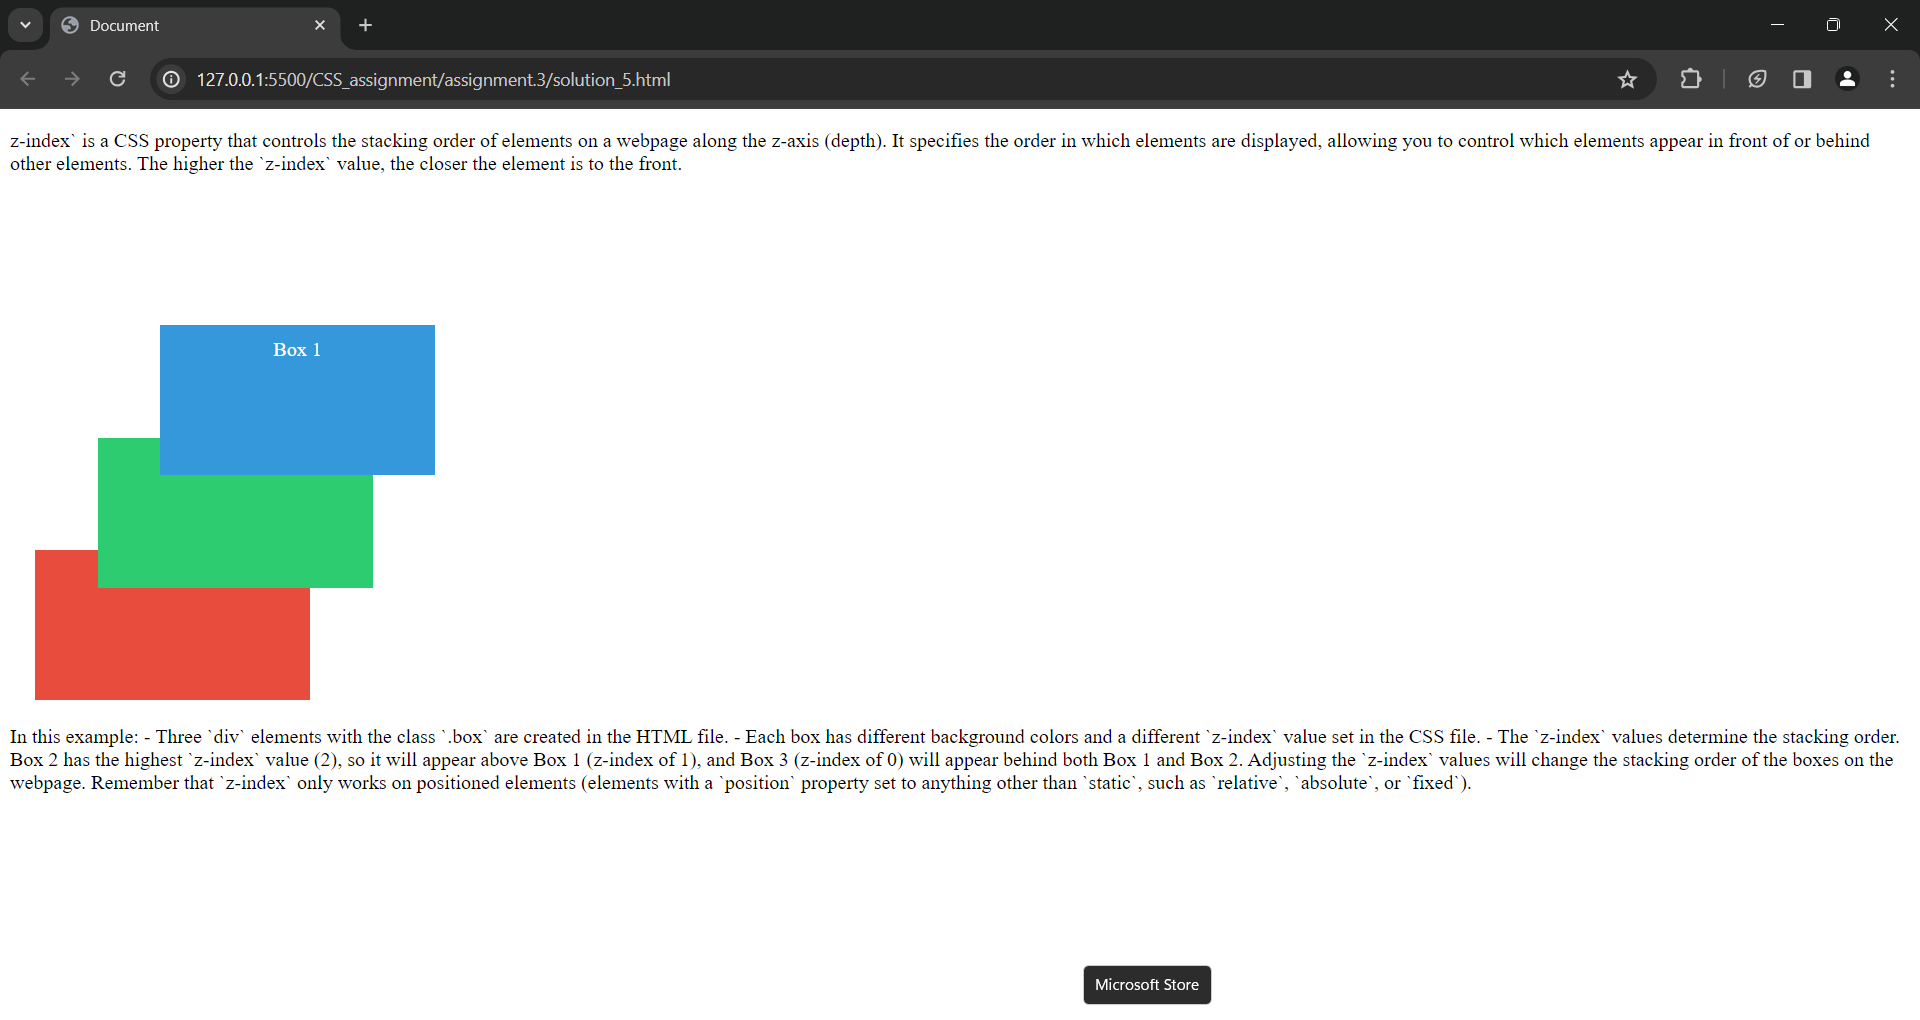 Document
127.0.0.1:5500/CSS_assignment/assignment.3/solution_5.html
z-index` is a CSS property that controls the stacking order of elements on a webpage along the z-axis (depth). It specifies the order in which elements are displayed, allowing you to control which elements appear in front of or behind
other elements. The higher the `z-index` value, the closer the element is to the front.
Box 1
In this example: - Three `div` elements with the class `.box` are created in the HTML file. - Each box has different background colors and a different `z-index` value set in the CSS file. - The `z-index` values determine the stacking order.
Box 2 has the highest `z-index` value (2), so it will appear above Box 1 (z-index of 1), and Box 3 (z-index of 0) will appear behind both Box 1 and Box 2. Adjusting the `z-index` values will change the stacking order of the boxes on the
webpage. Remember that `z-index` only works on positioned elements (elements with a `position` property set to anything other than `static`, such as `relative`, `absolute`, or `fixed`).
Microsoft Store